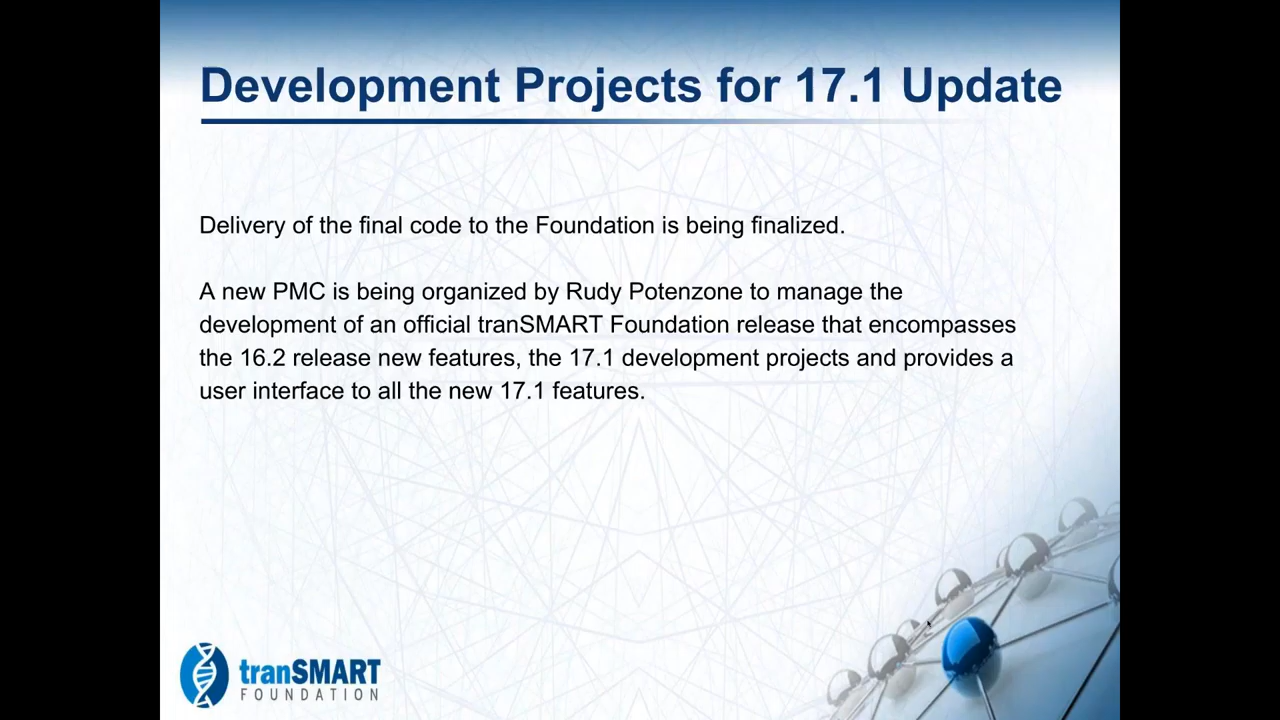 Development Projects for 17.1 Update
Delivery of the final code to the Foundation is being finalized.
A new PMC is being organized by Rudy Potenzone to manage the
development of an official tranSMART Foundation release that encompasses
the 16.2 release new features, the 17.1 development projects and provides a
user interface to all the new 17.1 features.
tranSMART
FOUNDATION